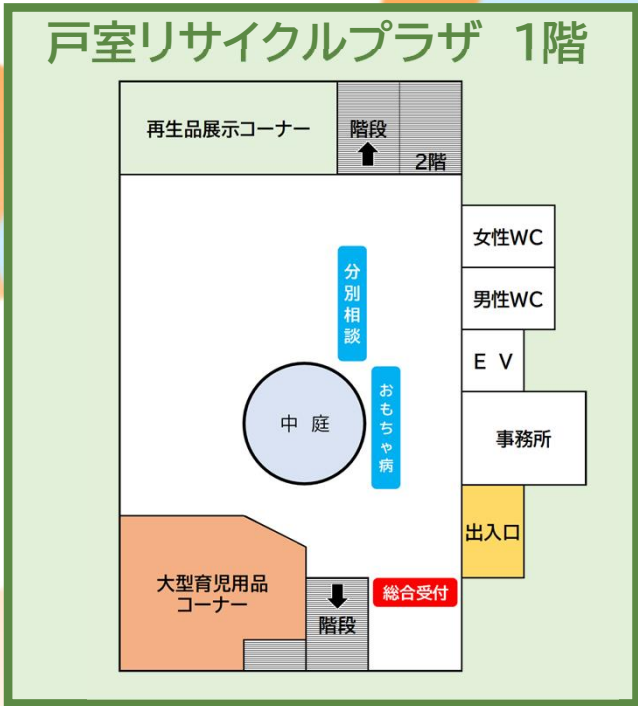 戸室リサイクルプラザ 1階
再生品展示コーナー
階段
2階
女性WC
分別相談
男性WC
EV
おもちゃ病
中庭
事務所
出入口
大型育児用品
コーナー
総合受付
階段